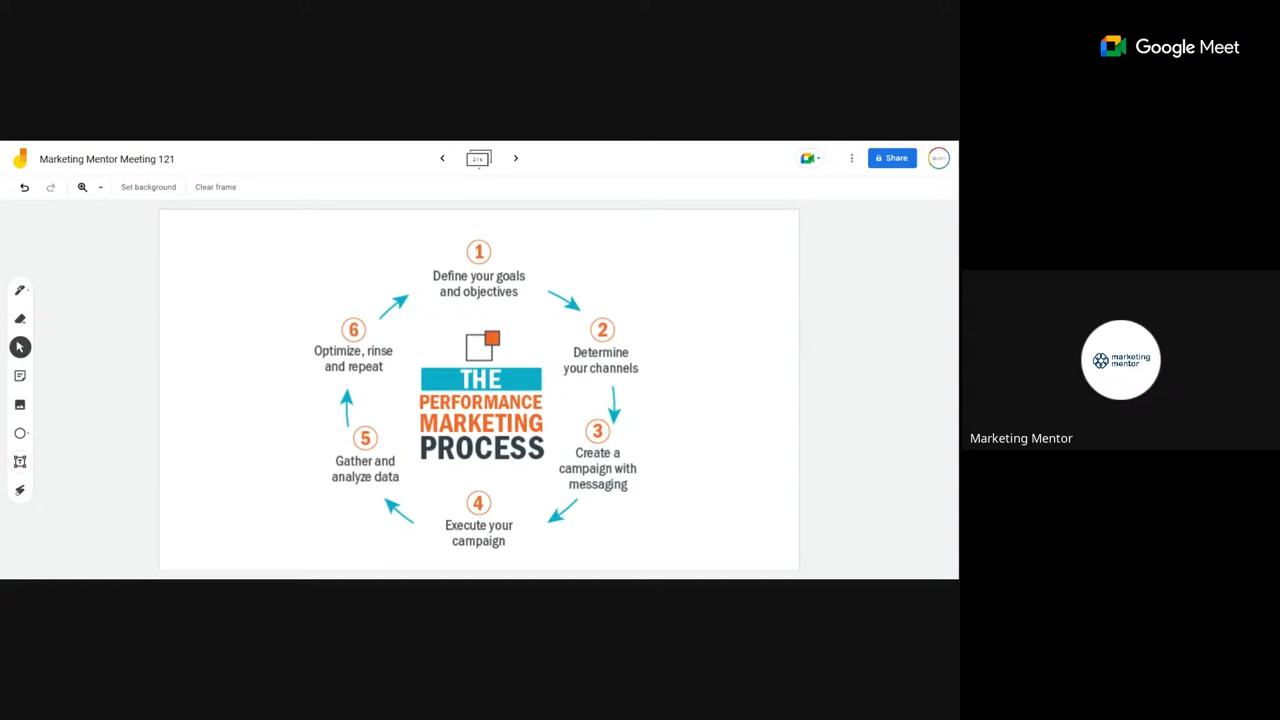 Google Meet
Marketing Mentor Meeting 121
2/6
Share
Set background
Clear frame
1
Define your goals
and objectives
2
Determine
your channels
3
Create a
campaign with
messaging
4
Execute your
campaign
5
Gather and
analyze data
6
Optimize, rinse
and repeat
THE
PERFORMANCE
MARKETING
PROCESS
marketing
mentor
Marketing Mentor